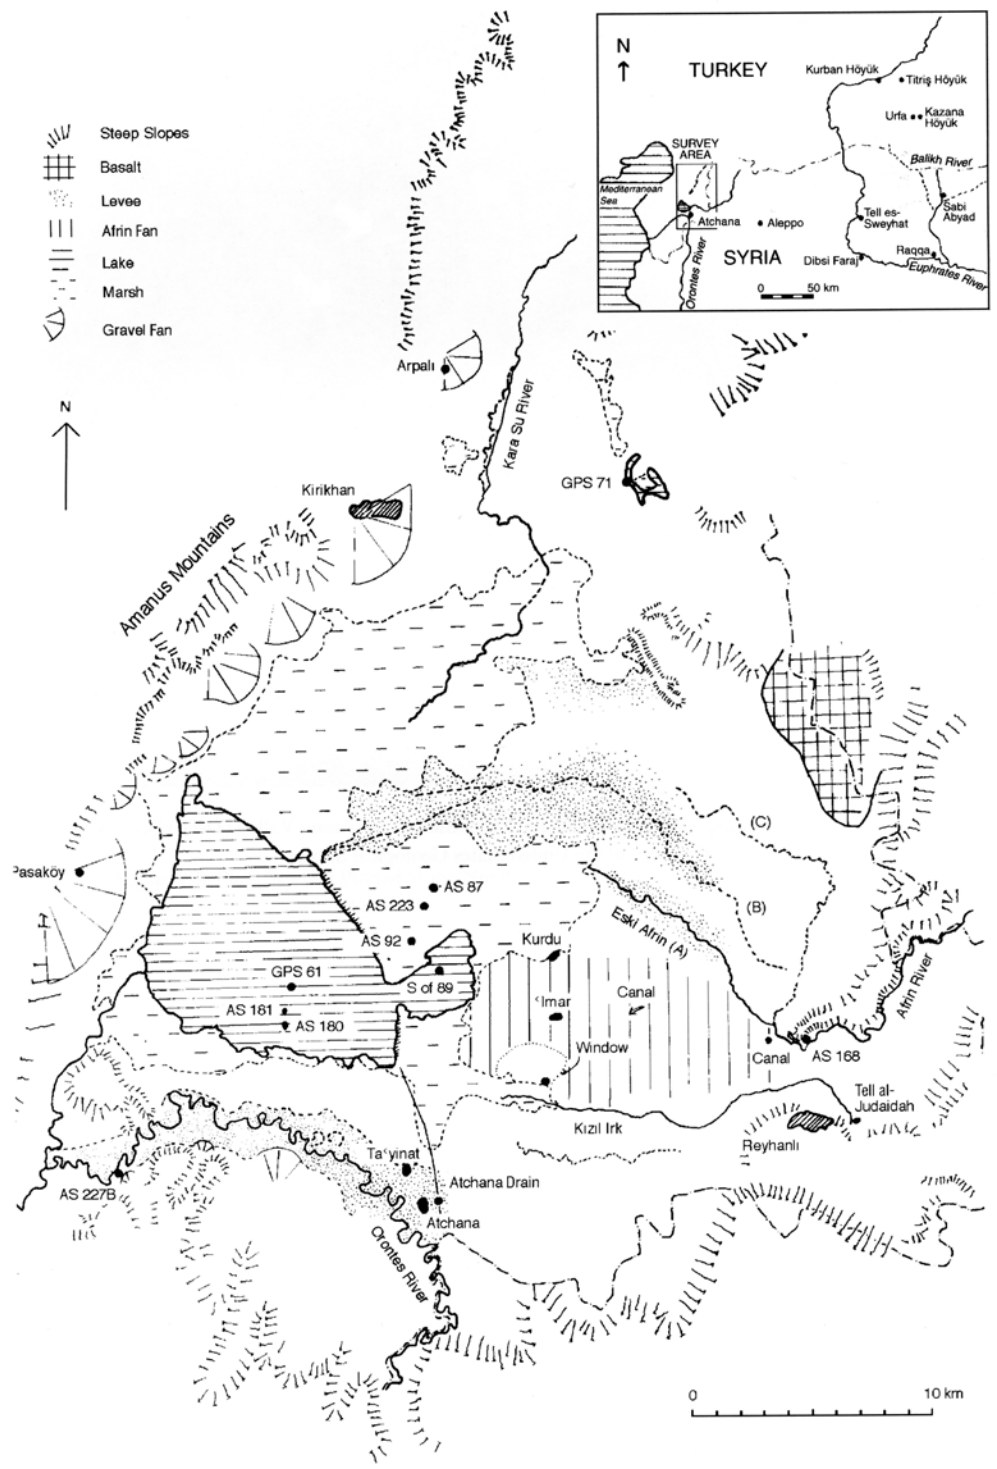 N
TURKEY
Kurban Höyük
Titriş Höyük
Urfa
Kazana
Höyük
SURVEY
AREA
Balikh River
Mediterranean
Sea
Sabi
Abyad
Tell es-
Sweyhat
Atchana
Aleppo
SYRIA
Raqqa
Dibsi Faraj
Euphrates River
Orontes River
0 50 km
Steep Slopes
Basalt
Levee
Afrin Fan
Lake
Marsh
Gravel Fan
N
Arpalı
Kara Su River
GPS 71
Kirikhan
Amanus Mountains
(C)
Pasaköy
AS 87
AS 223
(B)
Eski Afrin (A)
AS 92
Kurdu
GPS 61
S of 89
Afrin River
ʿImar
Canal
AS 181
AS 180
Window
Canal
AS 168
Tell al-
Judaidah
Kızıl Irk
Reyhanlı
Taʿyinat
Atchana Drain
AS 227B
Atchana
Orontes River
0 10 km